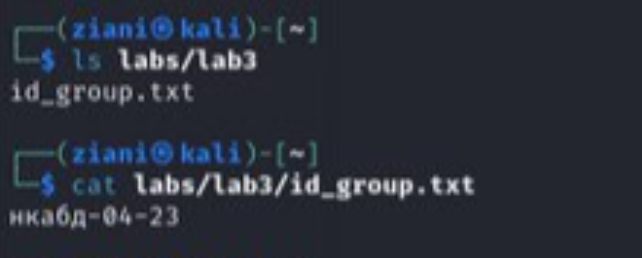 ┌──(ziani㉿kali)-[~]
└─$ ls labs/lab3
id_group.txt
┌──(ziani㉿kali)-[~]
└─$ cat labs/lab3/id_group.txt
нкабд-04-23